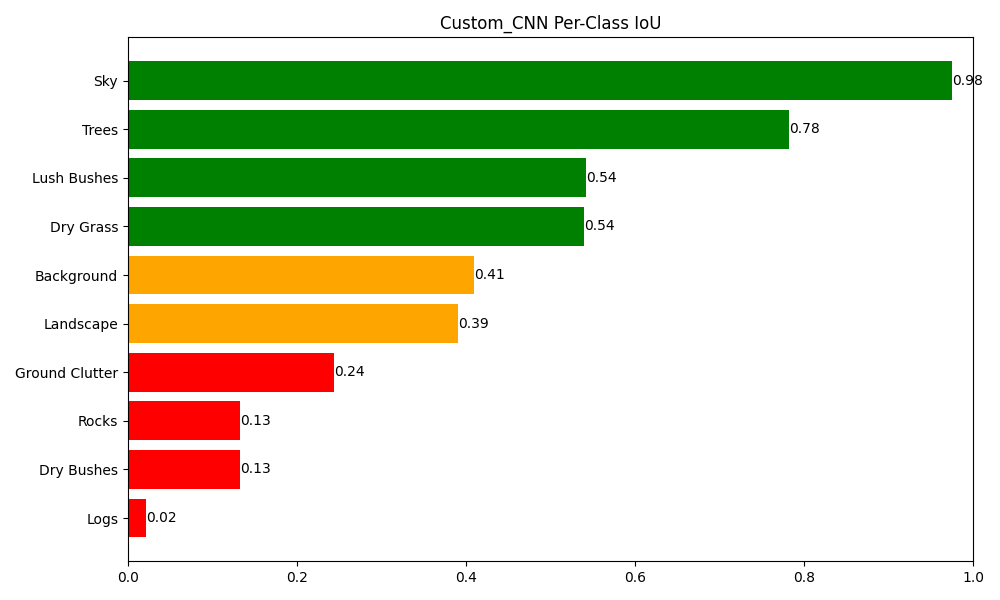 Custom_CNN Per-Class IoU
Sky 0.98
Trees 0.78
Lush Bushes 0.54
Dry Grass 0.54
Background 0.41
Landscape 0.39
Ground Clutter 0.24
Rocks 0.13
Dry Bushes 0.13
Logs 0.02
0.0 0.2 0.4 0.6 0.8 1.0